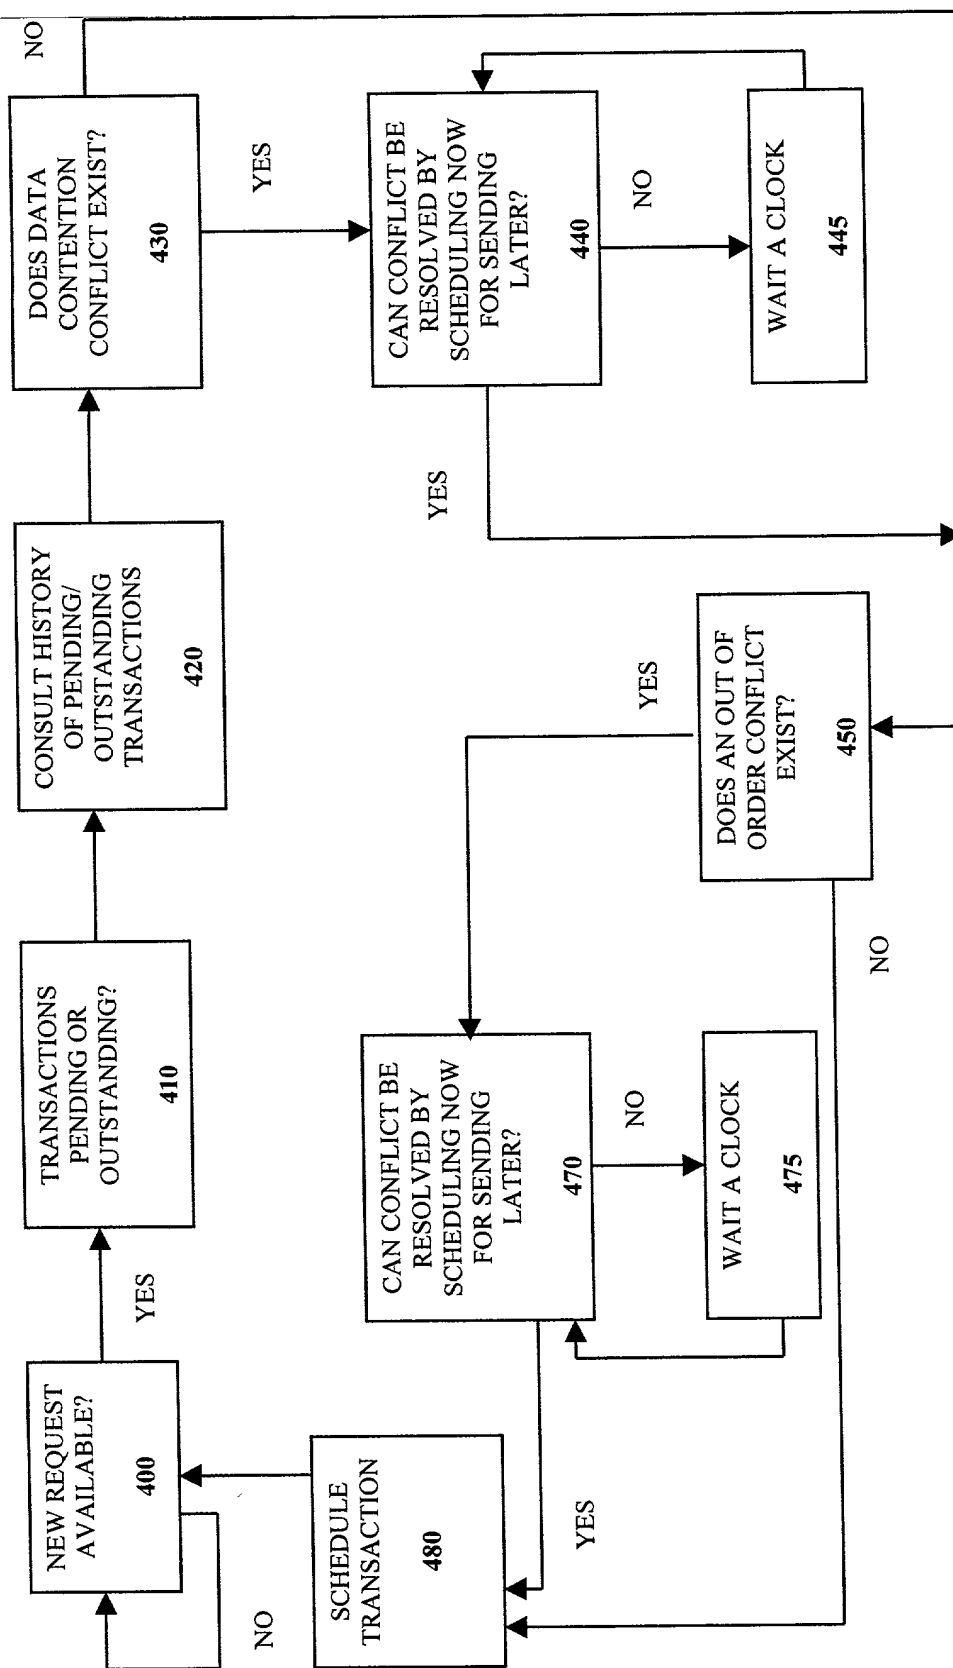 NEW REQUEST
AVAILABLE?
400
YES
NO
TRANSACTIONS
PENDING OR
OUTSTANDING?
410
CONSULT HISTORY
OF PENDING/
OUTSTANDING
TRANSACTIONS
420
DOES DATA
CONTENTION
CONFLICT EXIST?
430
NO
YES
CAN CONFLICT BE
RESOLVED BY
SCHEDULING NOW
FOR SENDING
LATER?
440
YES
NO
WAIT A CLOCK
445
DOES AN OUT OF
ORDER CONFLICT
EXIST?
450
YES
NO
CAN CONFLICT BE
RESOLVED BY
SCHEDULING NOW
FOR SENDING
LATER?
470
NO
YES
WAIT A CLOCK
475
SCHEDULE
TRANSACTION
480